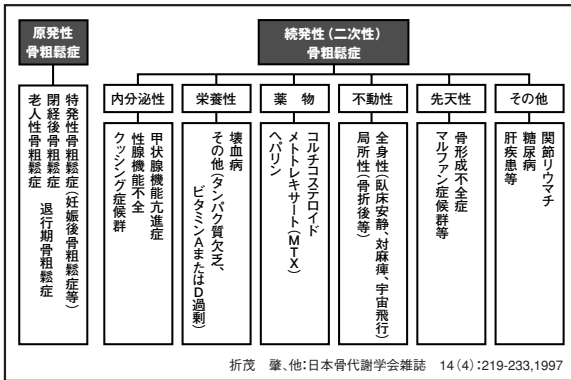 原発性
骨粗鬆症
続発性(二次性)
骨粗鬆症
内分泌性
栄養性
薬 物
不動性
先天性
その他
特発性骨粗鬆症(妊娠後骨粗鬆症等)
閉経後骨粗鬆症
老人性骨粗鬆症
退行期骨粗鬆症
甲状腺機能亢進症
性腺機能不全
クッシング症候群
壊血病
その他(タンパク質欠乏、
ビタミンAまたはD過剰)
コルチコステロイド
メトトレキサート(MTX)
ヘパリン
全身性(臥床安静、対麻痺、宇宙飛行)
局所性(骨折後等)
骨形成不全症
マルファン症候群等
関節リウマチ
糖尿病
肝疾患等
折茂 肇、他:日本骨代謝学会雑誌 14(4):219-233,1997